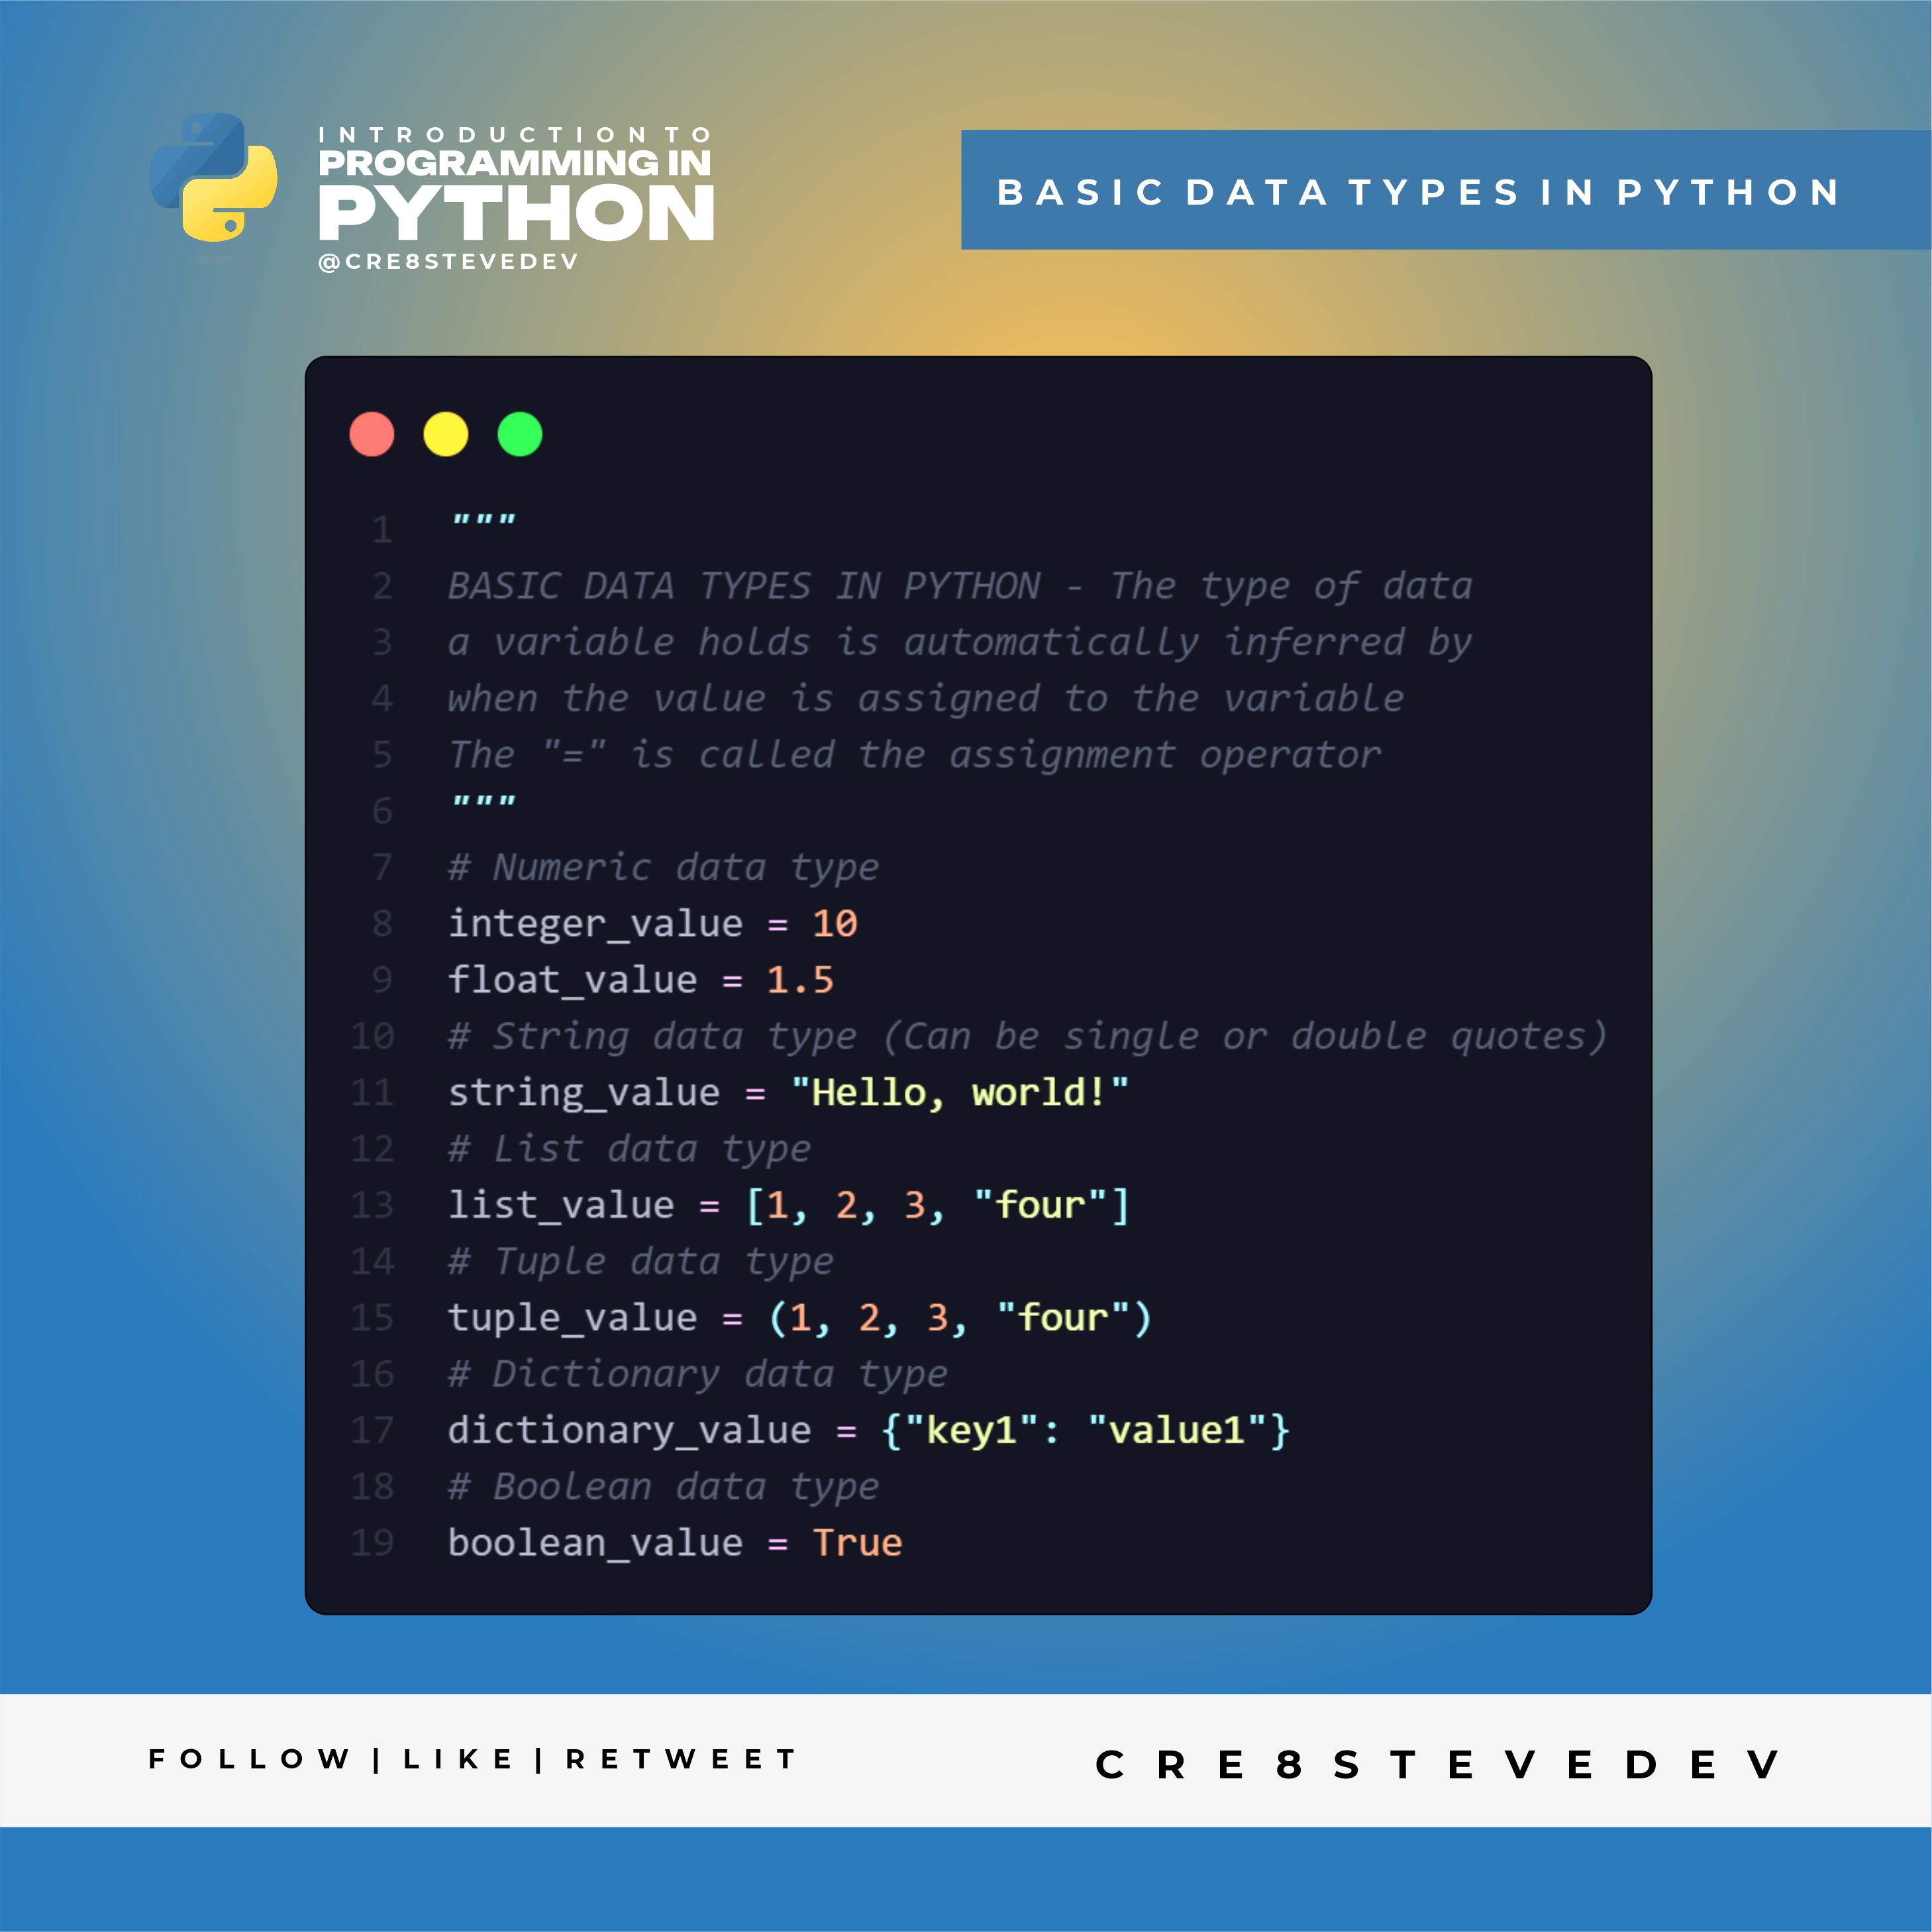 INTRODUCTION TO
PROGRAMMING IN
PYTHON
@CRE8STEVEDEV
BASIC DATA TYPES IN PYTHON
1 """
2 BASIC DATA TYPES IN PYTHON - The type of data
3 a variable holds is automatically inferred by
4 when the value is assigned to the variable
5 The "=" is called the assignment operator
6 """
7 # Numeric data type
8 integer_value = 10
9 float_value = 1.5
10 # String data type (Can be single or double quotes)
11 string_value = "Hello, world!"
12 # List data type
13 list_value = [1, 2, 3, "four"]
14 # Tuple data type
15 tuple_value = (1, 2, 3, "four")
16 # Dictionary data type
17 dictionary_value = {"key1": "value1"}
18 # Boolean data type
19 boolean_value = True
FOLLOW | LIKE | RETWEET
CRE8STEVEDEV